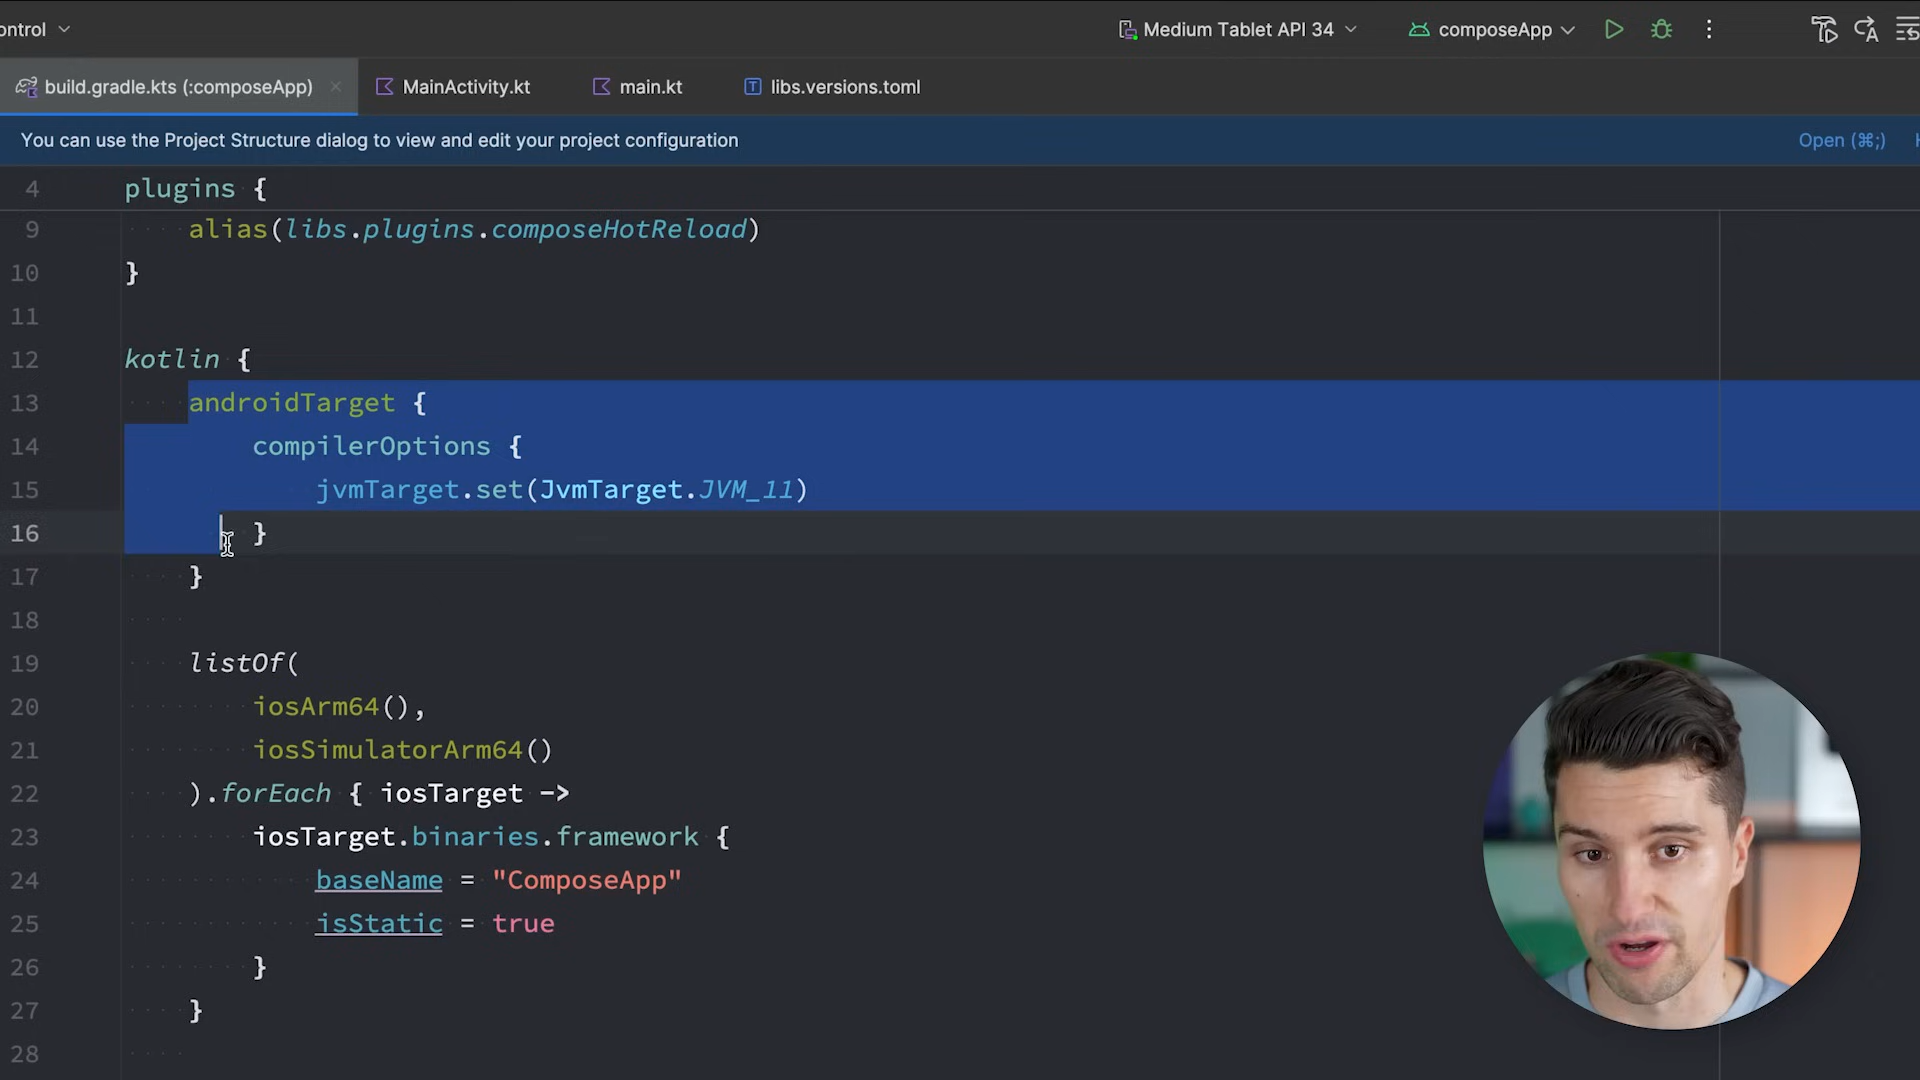 ontrol
Medium Tablet API 34
composeApp
build.gradle.kts (:composeApp)
MainActivity.kt
main.kt
libs.versions.toml
You can use the Project Structure dialog to view and edit your project configuration
Open (⌘;)
4 plugins {
9 alias(libs.plugins.composeHotReload)
10 }
11
12 kotlin {
13 androidTarget {
14 compilerOptions {
15 jvmTarget.set(JvmTarget.JVM_11)
16 }
17 }
18
19 listOf(
20 iosArm64(),
21 iosSimulatorArm64()
22 ).forEach { iosTarget ->
23 iosTarget.binaries.framework {
24 baseName = "ComposeApp"
25 isStatic = true
26 }
27 }
28